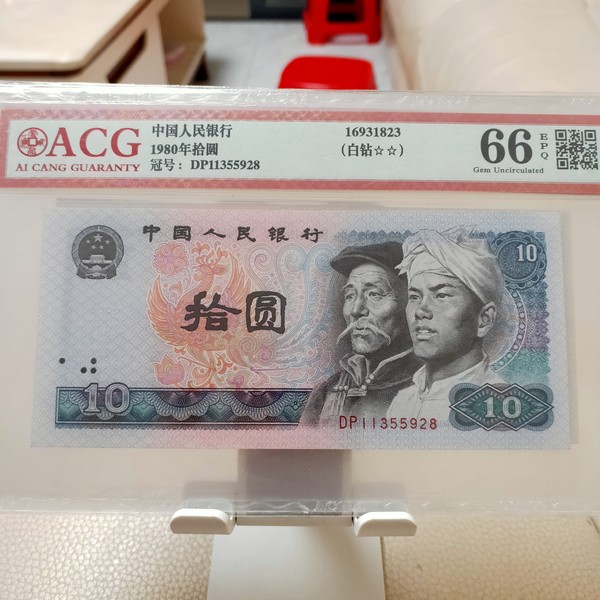 ACG
AI CANG GUARANTY
中国人民银行
1980年拾圆
冠号: DP11355928
16931823
(白钻☆☆)
66
EPQ
Gem Uncirculated
中国人民银行
10
拾圆
10
10
DP11355928